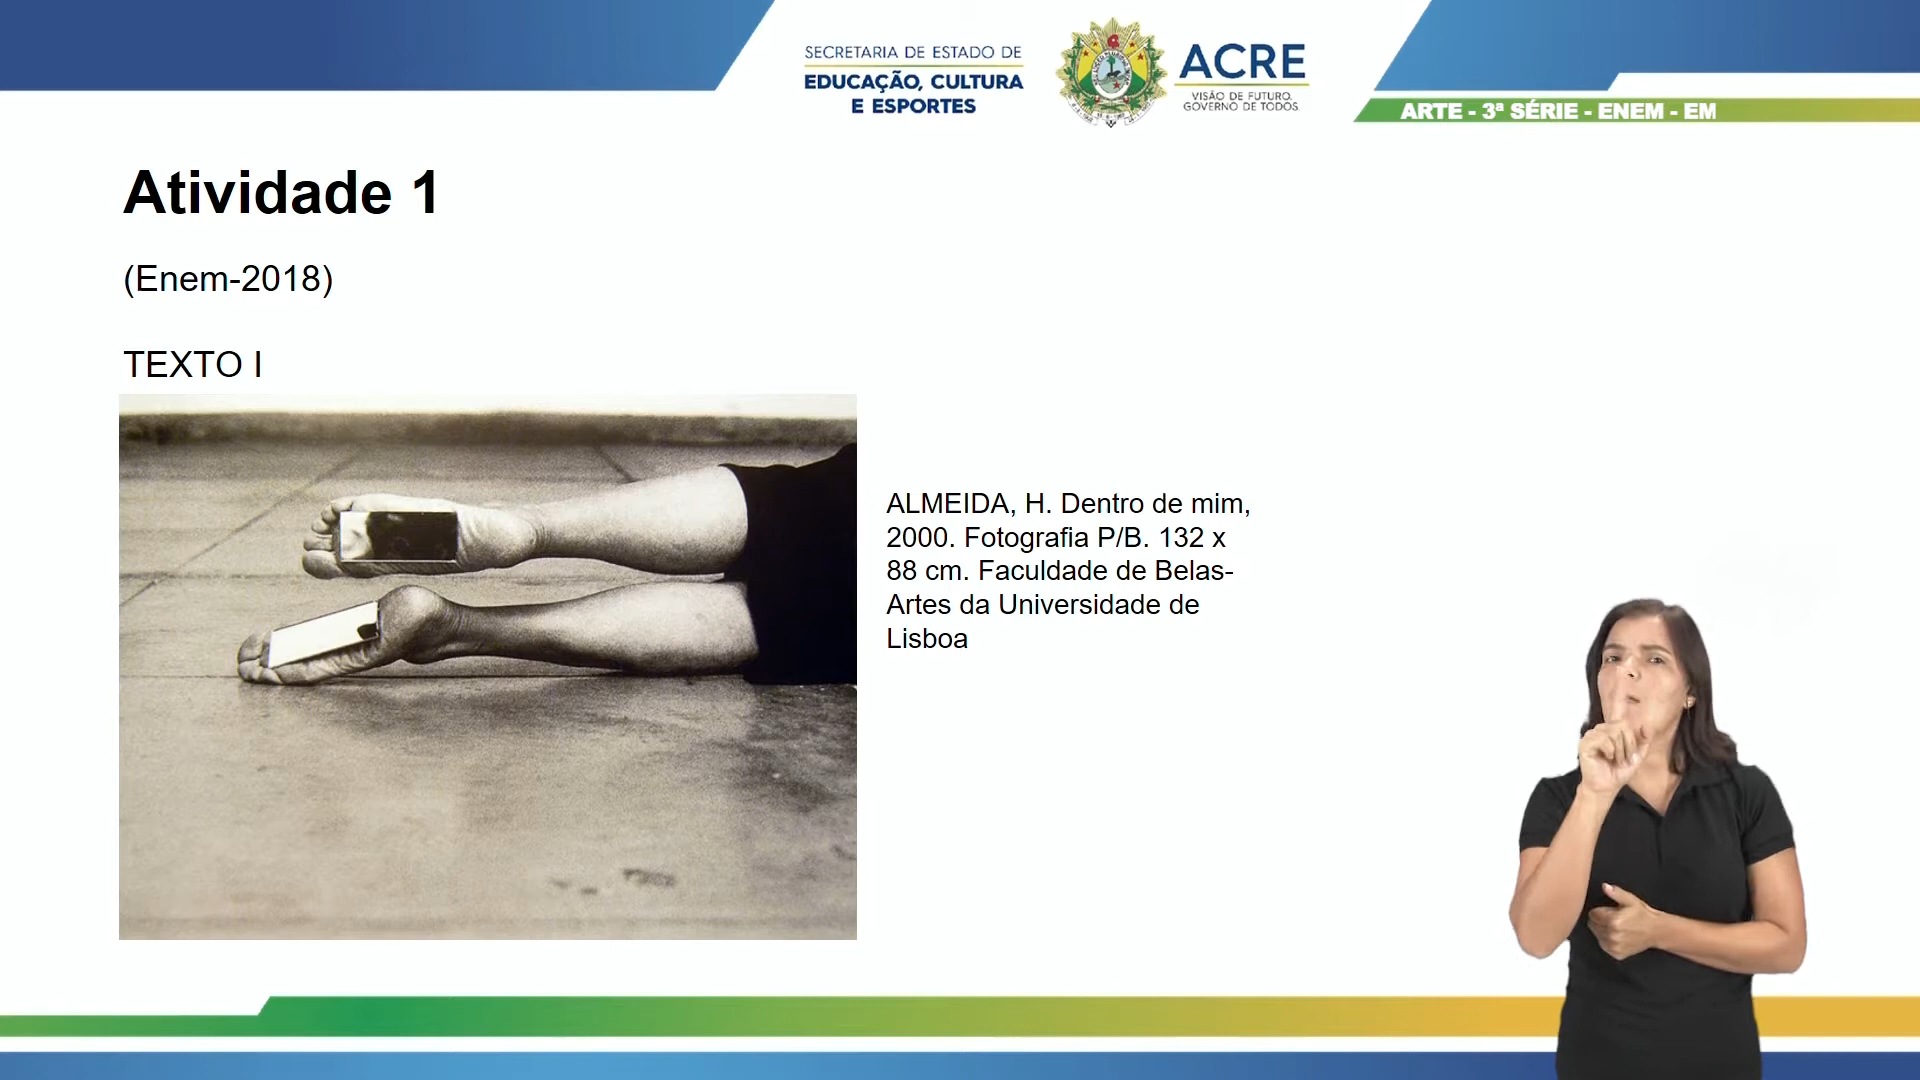 SECRETARIA DE ESTADO DE
EDUCAÇÃO, CULTURA
E ESPORTES
ACRE
VISÃO DE FUTURO.
GOVERNO DE TODOS.
ARTE - 3ª SÉRIE - ENEM - EM
Atividade 1
(Enem-2018)
TEXTO I
ALMEIDA, H. Dentro de mim,
2000. Fotografia P/B. 132 x
88 cm. Faculdade de Belas-
Artes da Universidade de
Lisboa